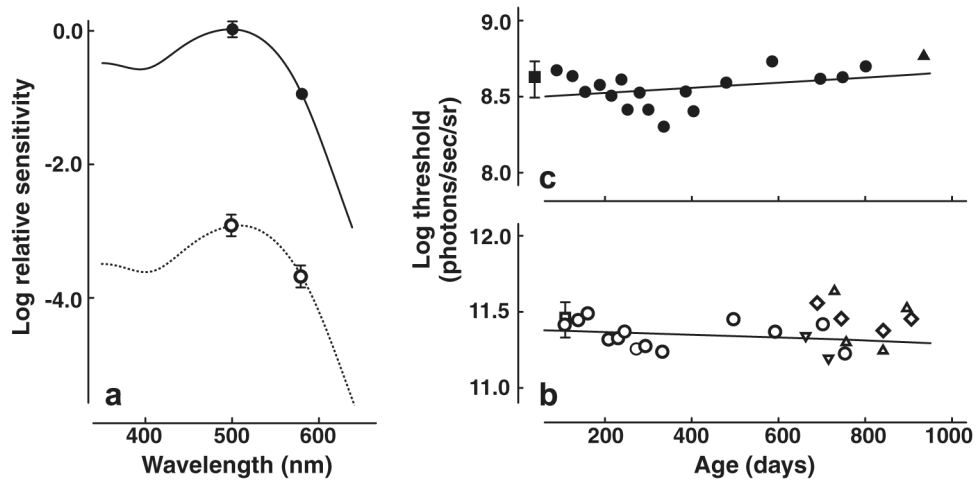 0.0
-2.0
-4.0
Log relative sensitivity
a
400 500 600
Wavelength (nm)
9.0
8.5
8.0
c
Log threshold
(photons/sec/sr)
12.0
11.5
11.0
b
200 400 600 800 1000
Age (days)